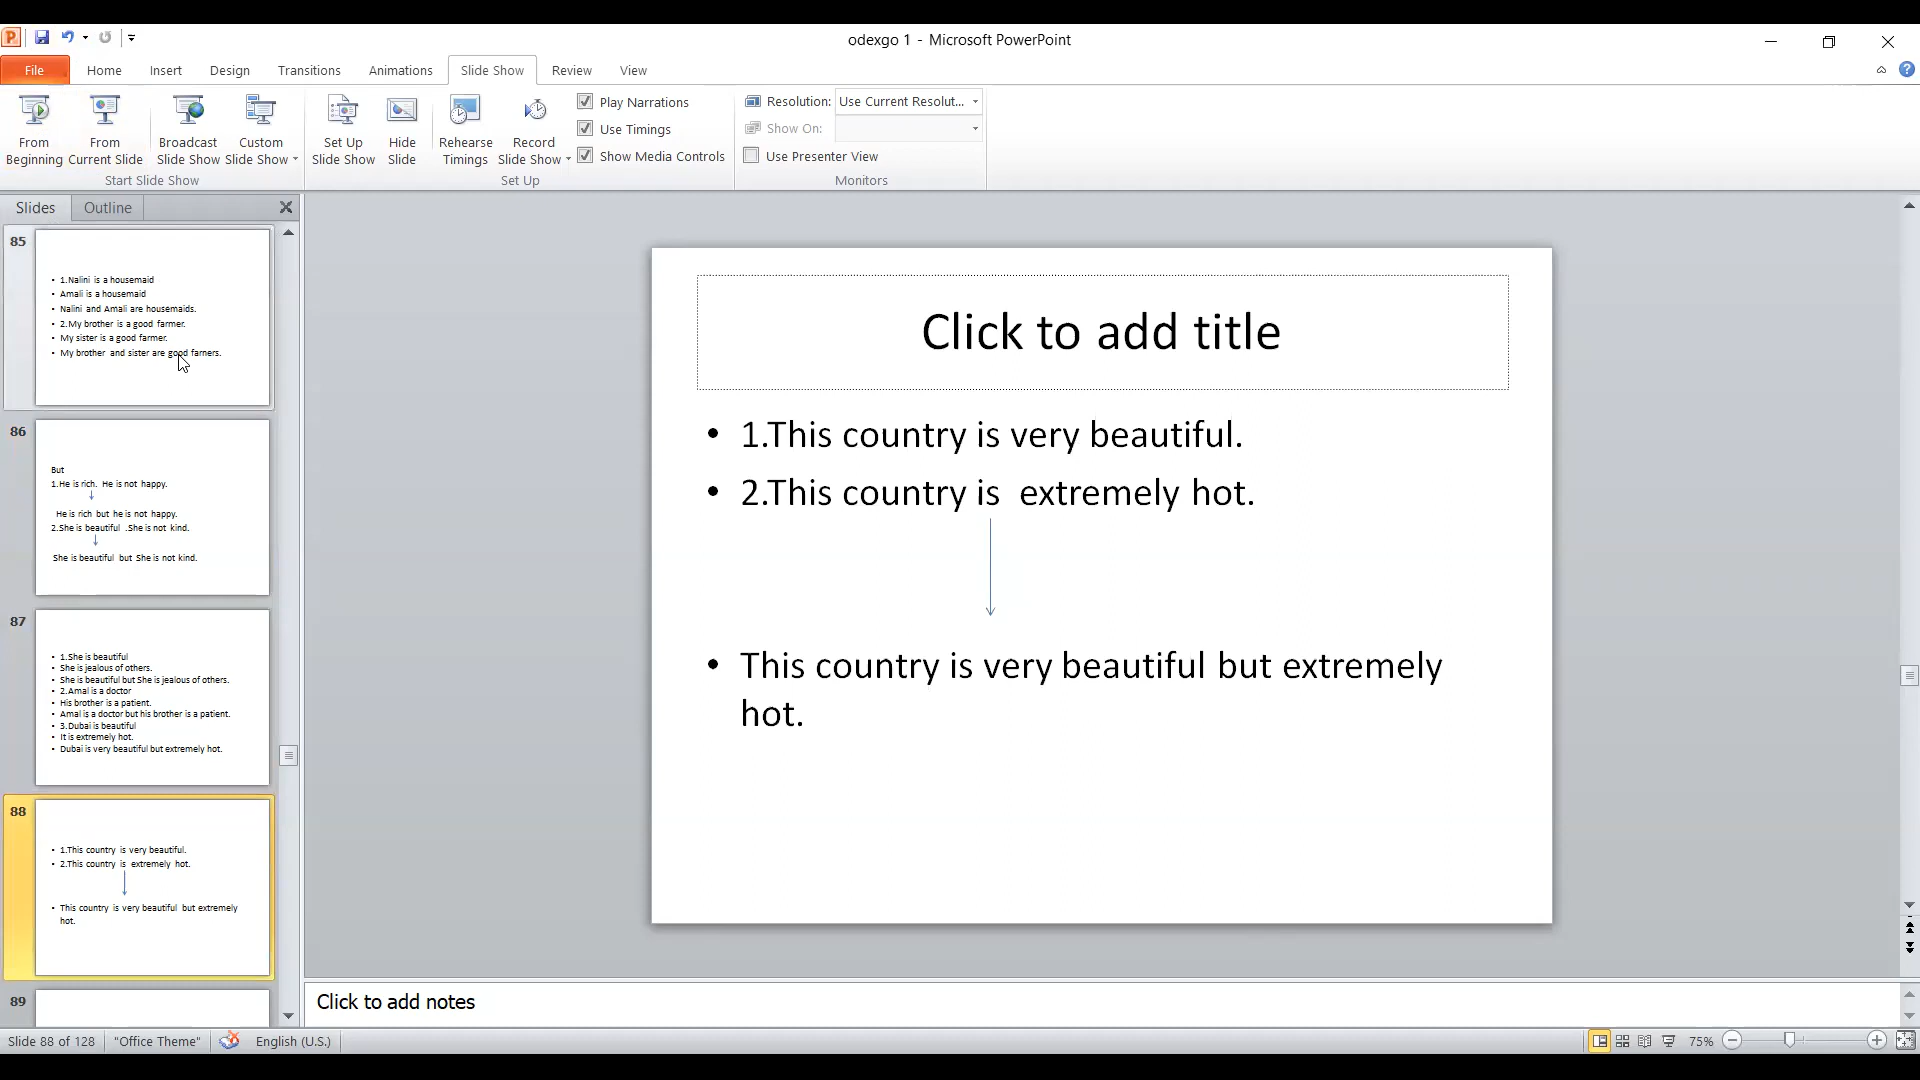 odexgo 1 - Microsoft PowerPoint
File Home Insert Design Transitions Animations Slide Show Review View
From Beginning
From Current Slide
Broadcast Slide Show
Custom Slide Show
Start Slide Show
Set Up Slide Show
Hide Slide
Rehearse Timings
Record Slide Show
Play Narrations
Use Timings
Show Media Controls
Set Up
Resolution: Use Current Resolut...
Show On:
Use Presenter View
Monitors
Slides Outline
85
• 1.Nalini is a housemaid
• Amali is a housemaid
• Nalini and Amali are housemaids.
• 2.My brother is a good farmer.
• My sister is a good farmer.
• My brother and sister are good farners.
86
But
1.He is rich. He is not happy.
He is rich but he is not happy.
2.She is beautiful .She is not kind.
She is beautiful but She is not kind.
87
• 1.She is beautiful
• She is jealous of others.
• She is beautiful but She is jealous of others.
• 2.Amal is a doctor
• His brother is a patient.
• Amal is a doctor but his brother is a patient.
• 3.Dubai is beautiful
• It is extremely hot.
• Dubai is very beautiful but extremely hot.
88
• 1.This country is very beautiful.
• 2.This country is extremely hot.
• This country is very beautiful but extremely
hot.
89
Click to add title
• 1.This country is very beautiful.
• 2.This country is extremely hot.
• This country is very beautiful but extremely
hot.
Click to add notes
Slide 88 of 128 "Office Theme" English (U.S.) 75%